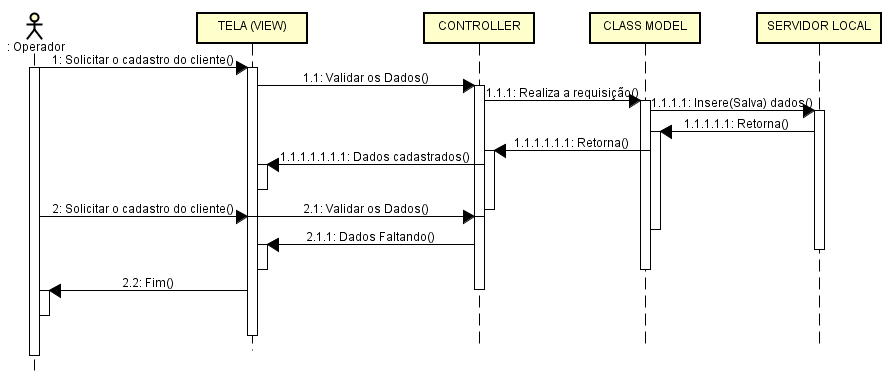 TELA (VIEW)
CONTROLLER
CLASS MODEL
SERVIDOR LOCAL
: Operador
1: Solicitar o cadastro do cliente()
1.1: Validar os Dados()
1.1.1: Realiza a requisição()
1.1.1.1: Insere(Salva) dados()
1.1.1.1.1: Retorna()
1.1.1.1.1.1: Retorna()
1.1.1.1.1.1.1: Dados cadastrados()
2: Solicitar o cadastro do cliente()
2.1: Validar os Dados()
2.1.1: Dados Faltando()
2.2: Fim()